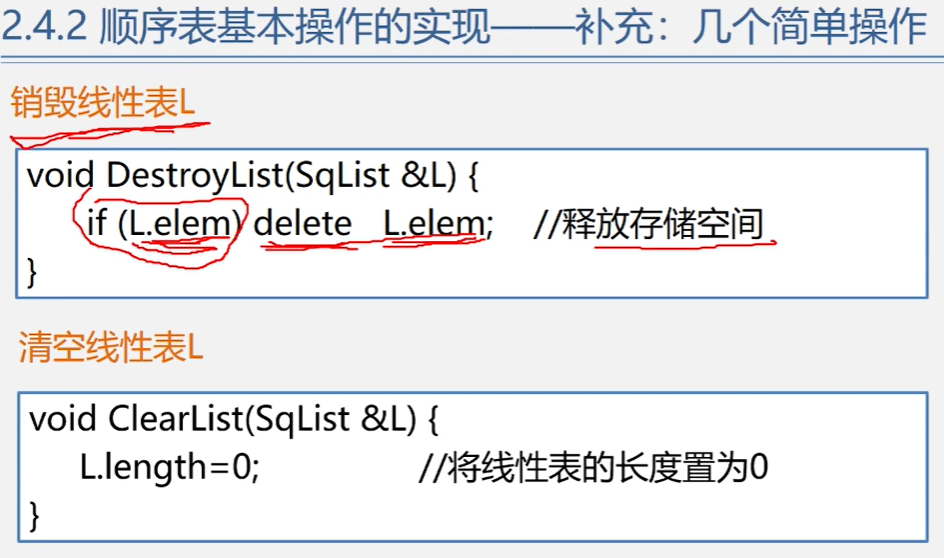 2.4.2 顺序表基本操作的实现——补充：几个简单操作
销毁线性表L
void DestroyList(SqList &L) {
if (L.elem) delete L.elem; //释放存储空间
}
清空线性表L
void ClearList(SqList &L) {
L.length=0; //将线性表的长度置为0
}